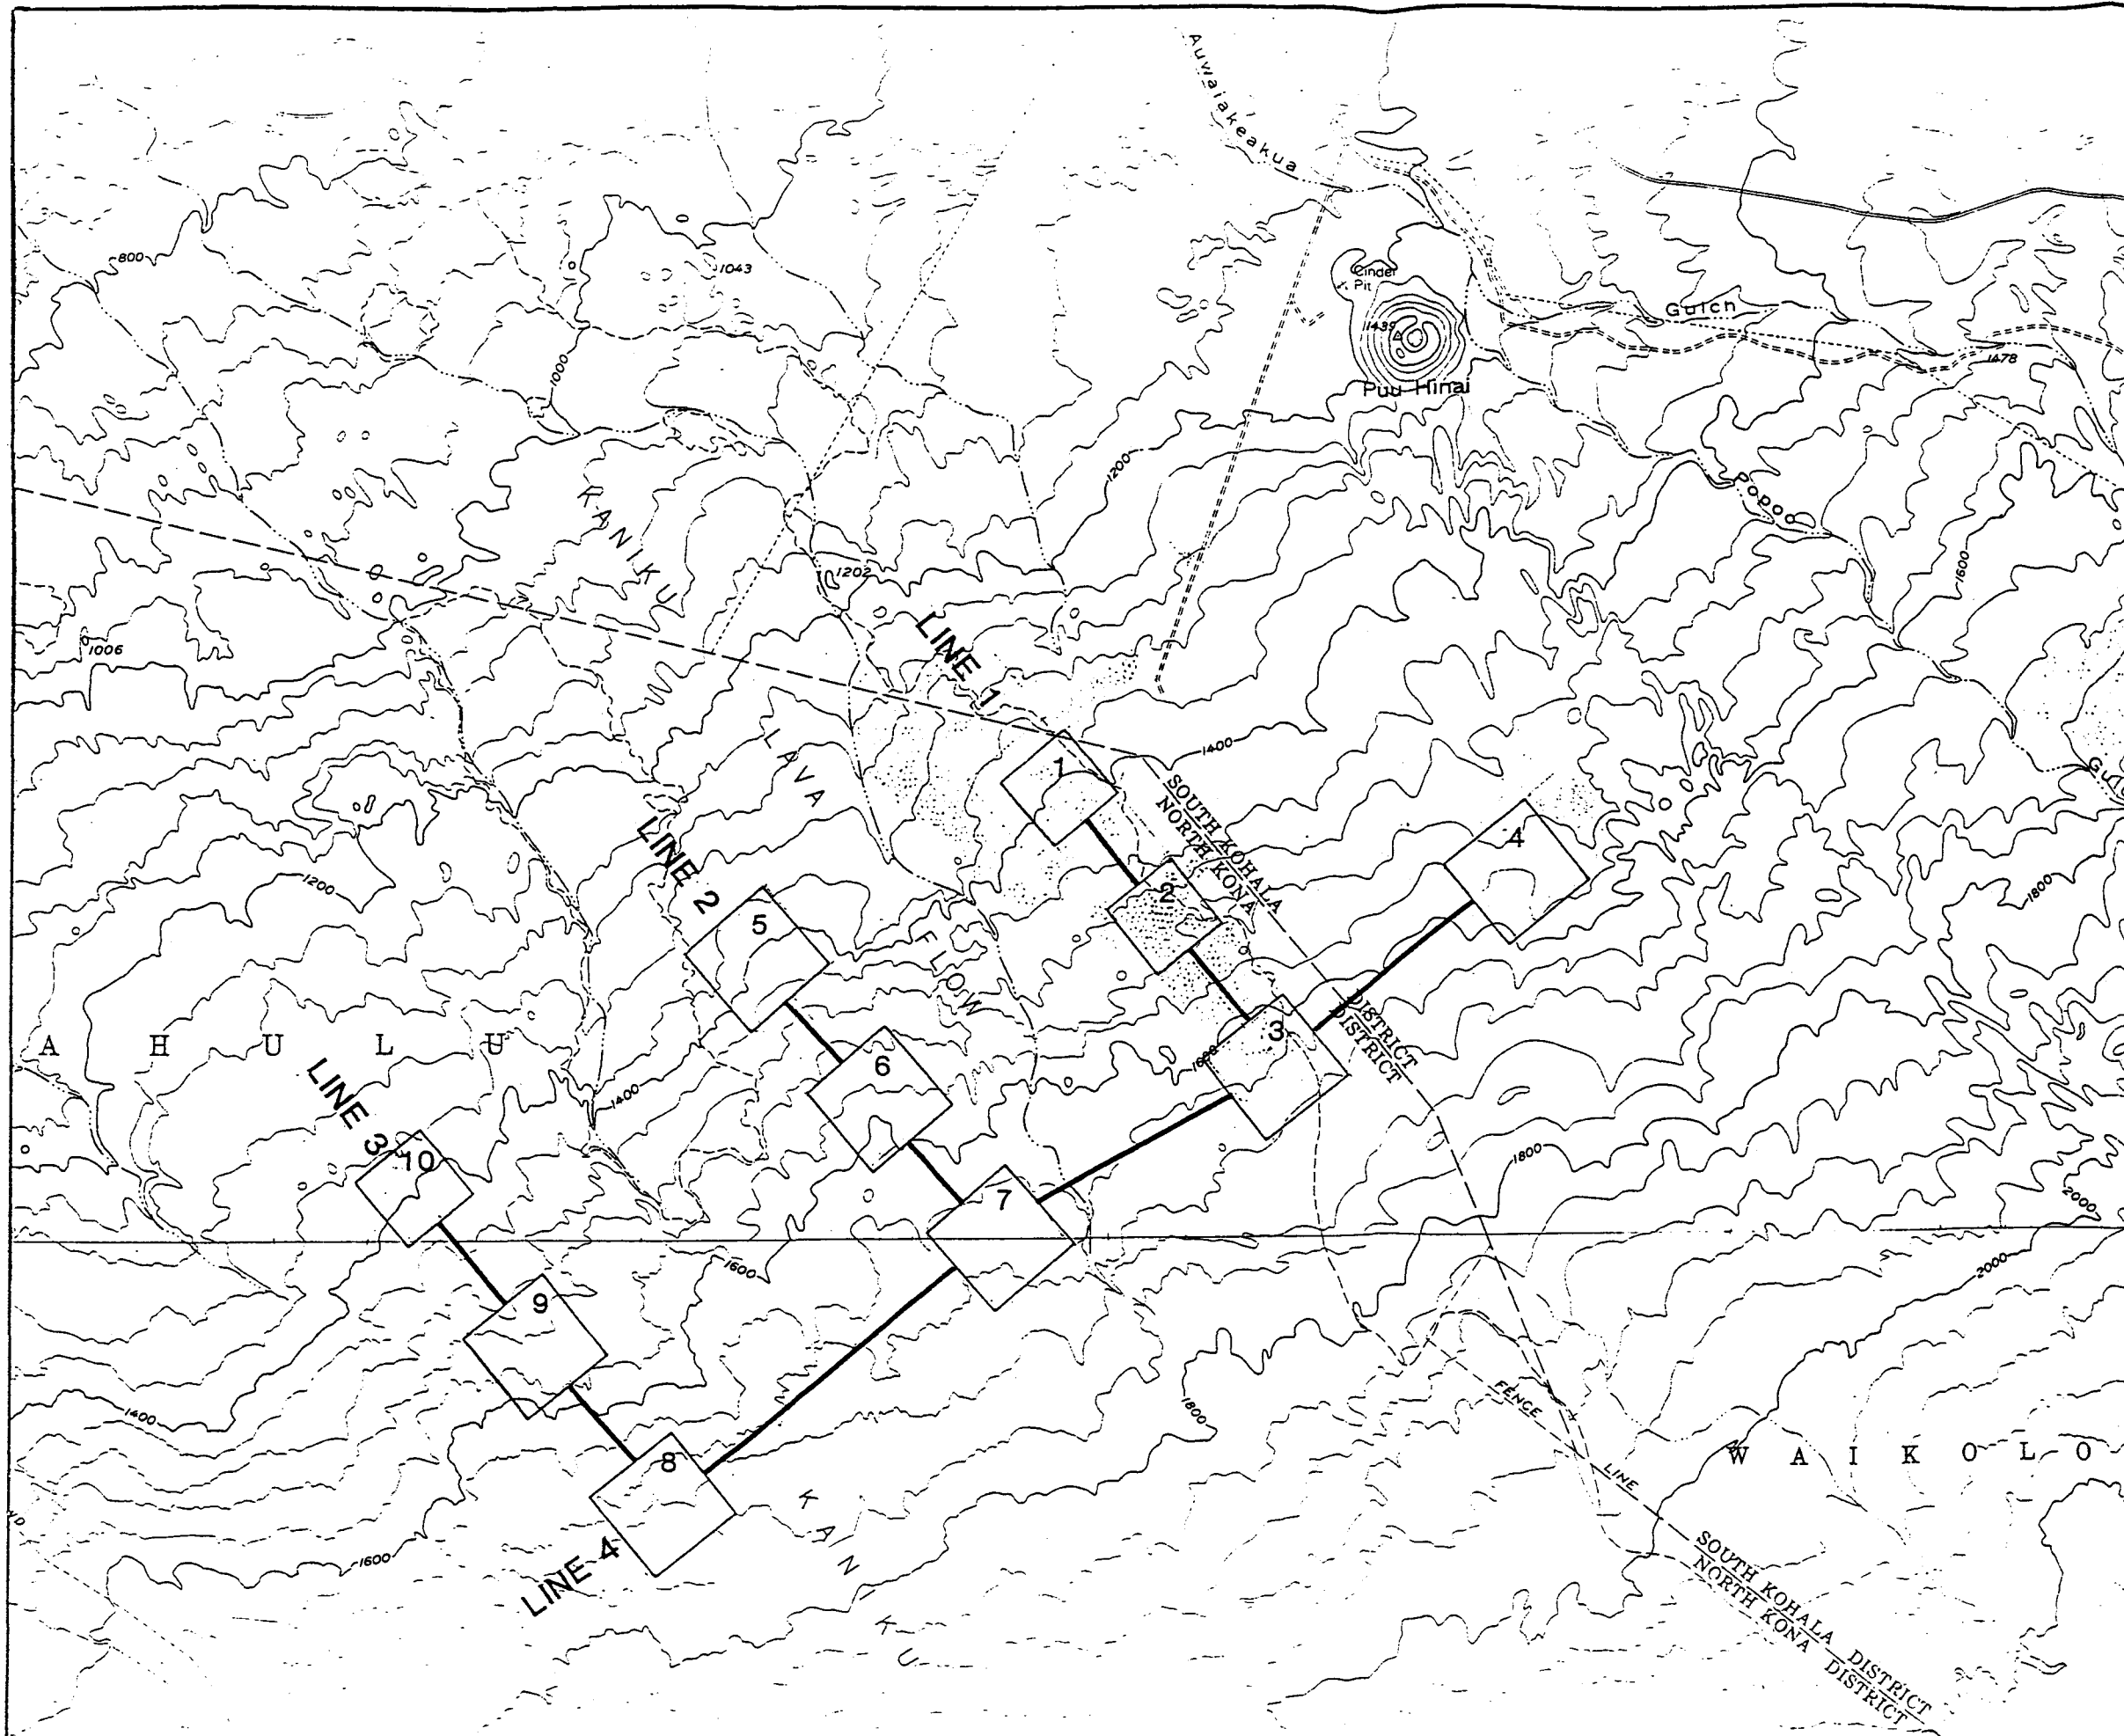 Auwaiakeakua
800
1043
Cinder
Pit
1439
Gulch
1478
Puu Hinai
1000
1200
Popoo
KANIKU
1202
1600
1006
LINE 1
LAVA
1400
1
SOUTH KOHALA
NORTH KONA
4
LINE 2
1200
2
1800
5
FLOW
DISTRICT
DISTRICT
3
A H U L U
1600
6
LINE 3
1400
10
1800
7
2000
1600
2000
9
FENCE
1400
1800
8
LINE
W A I K O L O
KANIKU
1600
LINE 4
SOUTH KOHALA DISTRICT
NORTH KONA DISTRICT